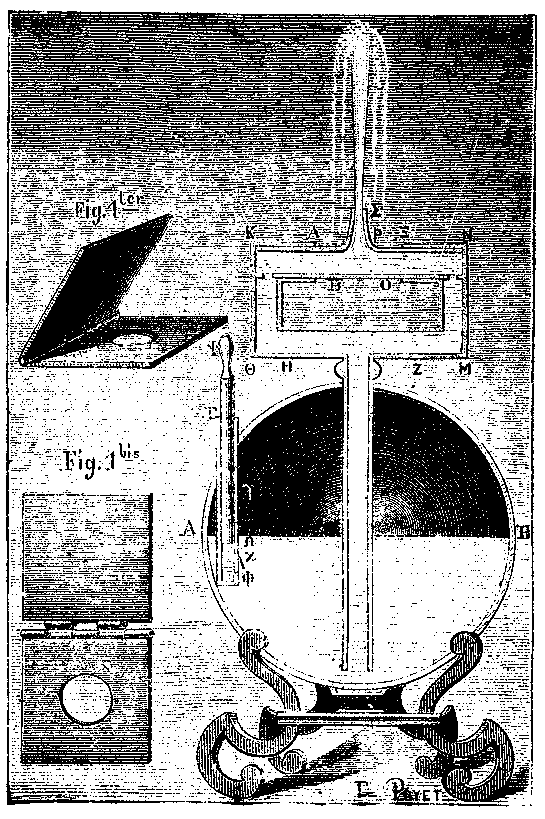 Fig. 1 ter
Σ
K A P Σ N
B O
Θ H Z M
Ψ
Fig. 1 bis
A B
Φ
POYET